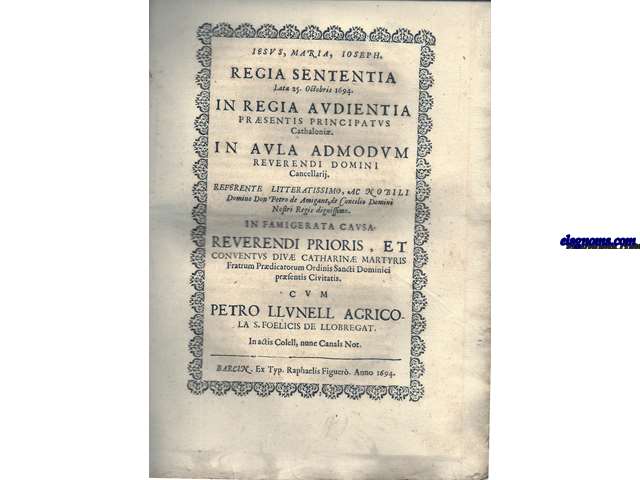 IESVS, MARIA, IOSEPH.
REGIA SENTENTIA
Lata 25. Octobris 1694.
IN REGIA AVDIENTIA
PRÆSENTIS PRINCIPATVS
Cathaloniæ.
IN AVLA ADMODVM
REVERENDI DOMINI
Cancellarij.
REFERENTE LITTERATISSIMO, AC NOBILI
Domino Don Petro de Amigant, de Concilio Domini
Nostri Regis dignissimo.
IN FAMIGERATA CAVSA.
REVERENDI PRIORIS, ET
CONVENTVS DIVÆ CATHARINÆ MARTYRIS
Fratrum Prædicatorum Ordinis Sancti Dominici
præsentis Civitatis.
CVM
PETRO LLVNELL AGRICO-
LA S. FOELICIS DE LLOBREGAT.
In actis Colell, nunc Canals Not.
BARCIN. Ex Typ. Raphaelis Figuerò. Anno 1694.
elagnoma.com